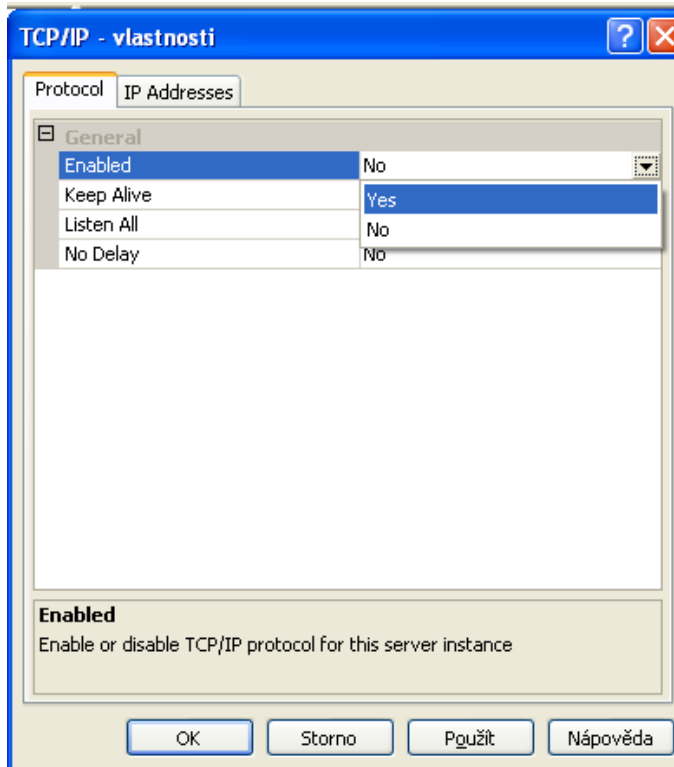 TCP/IP - vlastnosti
Protocol IP Addresses
General
Enabled No
Keep Alive Yes
Listen All No
No Delay No
Enabled
Enable or disable TCP/IP protocol for this server instance
OK Storno Použít Nápověda